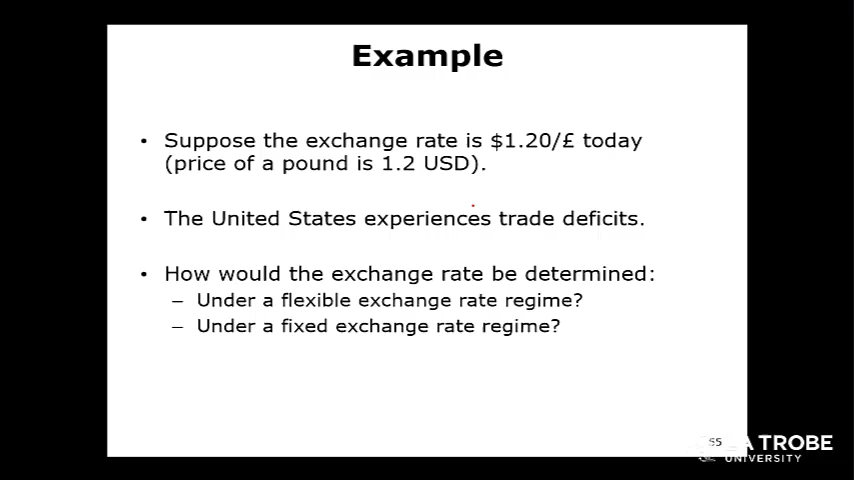 Example
• Suppose the exchange rate is $1.20/£ today
(price of a pound is 1.2 USD).
• The United States experiences trade deficits.
• How would the exchange rate be determined:
– Under a flexible exchange rate regime?
– Under a fixed exchange rate regime?
TROBE
UNIVERSITY